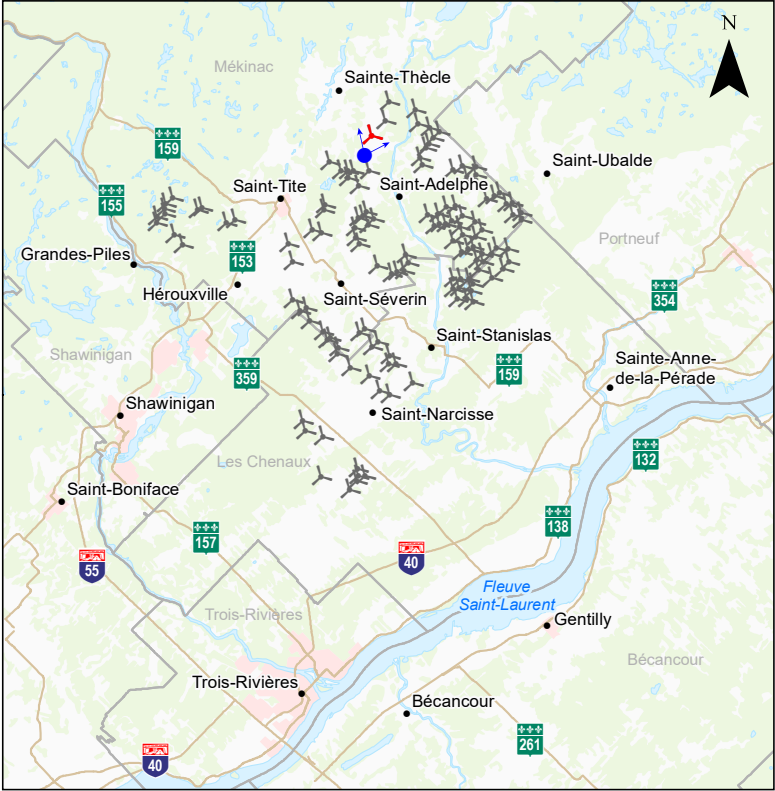 N
Mékinac
Sainte-Thècle
159
Saint-Ubalde
Saint-Tite
Saint-Adelphe
155
Portneuf
Grandes-Piles
153
Hérouxville
Saint-Séverin
354
Saint-Stanislas
Shawinigan
359
159
Sainte-Anne-
de-la-Pérade
Shawinigan
Saint-Narcisse
Les Chenaux
132
Saint-Boniface
138
157
40
55
Fleuve
Saint-Laurent
Trois-Rivières
Gentilly
Bécancour
Trois-Rivières
Bécancour
261
40